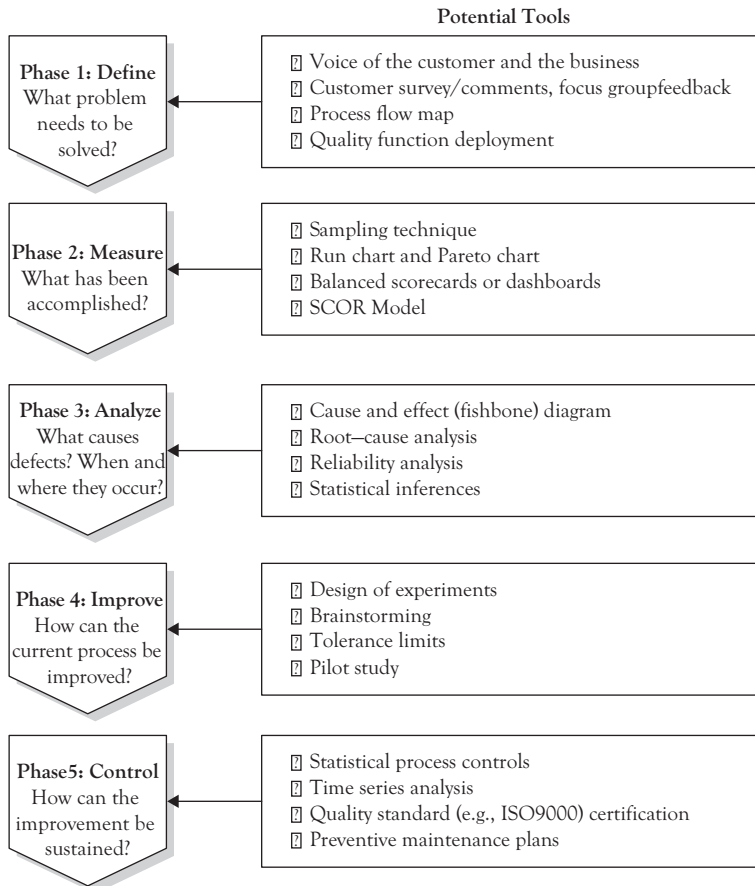 Potential Tools
Phase 1: Define
What problem
needs to be
solved?
⍰ Voice of the customer and the business
⍰ Customer survey/comments, focus groupfeedback
⍰ Process flow map
⍰ Quality function deployment
Phase 2: Measure
What has been
accomplished?
⍰ Sampling technique
⍰ Run chart and Pareto chart
⍰ Balanced scorecards or dashboards
⍰ SCOR Model
Phase 3: Analyze
What causes
defects? When and
where they occur?
⍰ Cause and effect (fishbone) diagram
⍰ Root–cause analysis
⍰ Reliability analysis
⍰ Statistical inferences
Phase 4: Improve
How can the
current process be
improved?
⍰ Design of experiments
⍰ Brainstorming
⍰ Tolerance limits
⍰ Pilot study
Phase5: Control
How can the
improvement be
sustained?
⍰ Statistical process controls
⍰ Time series analysis
⍰ Quality standard (e.g., ISO9000) certification
⍰ Preventive maintenance plans